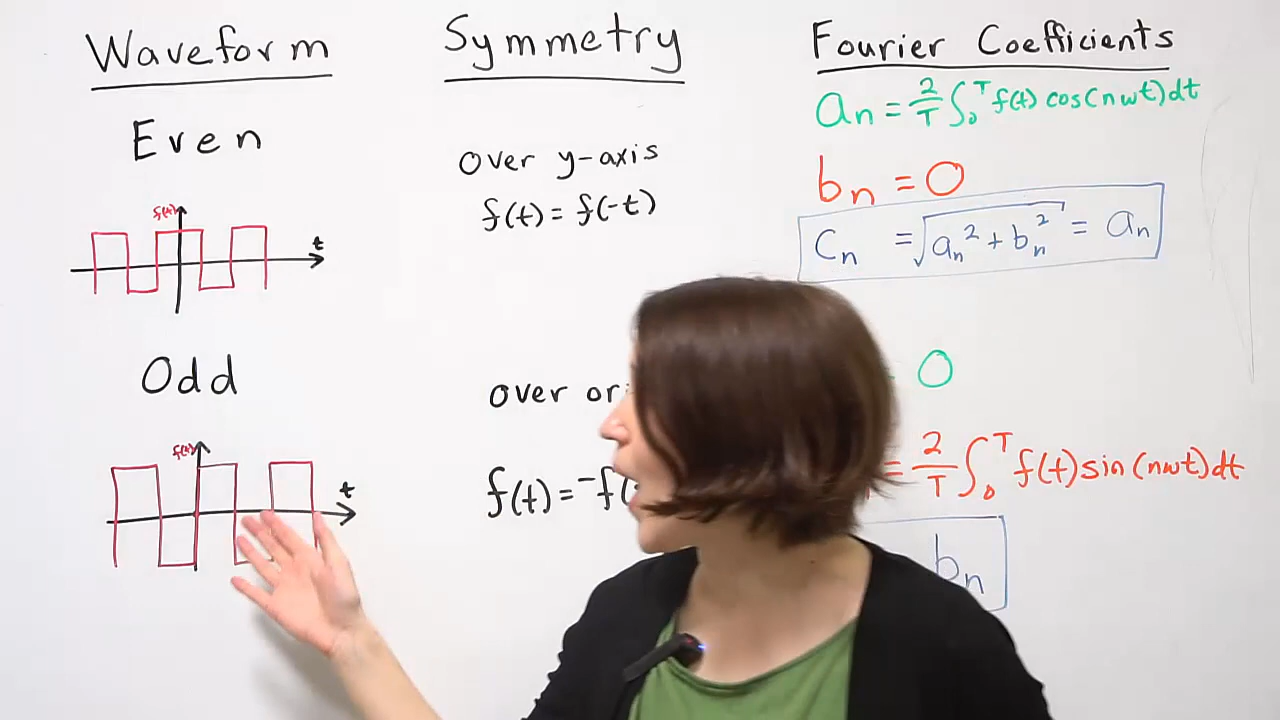 Waveform
Symmetry
Fourier Coefficients
Even
over y-axis
f(t) = f(-t)
aₙ = 2/T ∫₀ᵀ f(t) cos(nωt)dt
bₙ = 0
cₙ = √(aₙ² + bₙ²) = aₙ
f(t)
t
Odd
over
0
f(t) = -f(
= 2/T ∫₀ᵀ f(t) sin(nωt)dt
bₙ
f(t)
t